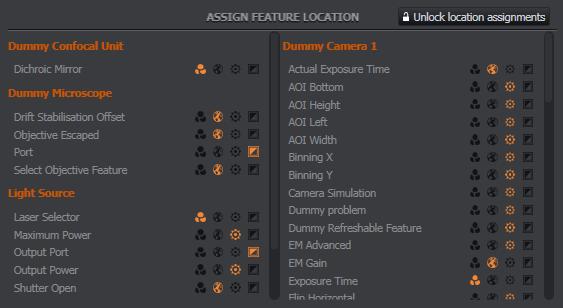 ASSIGN FEATURE LOCATION
Unlock location assignments
Dummy Confocal Unit
Dichroic Mirror
Dummy Microscope
Drift Stabilisation Offset
Objective Escaped
Port
Select Objective Feature
Light Source
Laser Selector
Maximum Power
Output Port
Output Power
Shutter Open
Dummy Camera 1
Actual Exposure Time
AOI Bottom
AOI Height
AOI Left
AOI Width
Binning X
Binning Y
Camera Simulation
Dummy problem
Dummy Refreshable Feature
EM Advanced
EM Gain
Exposure Time
Flip Horizontal